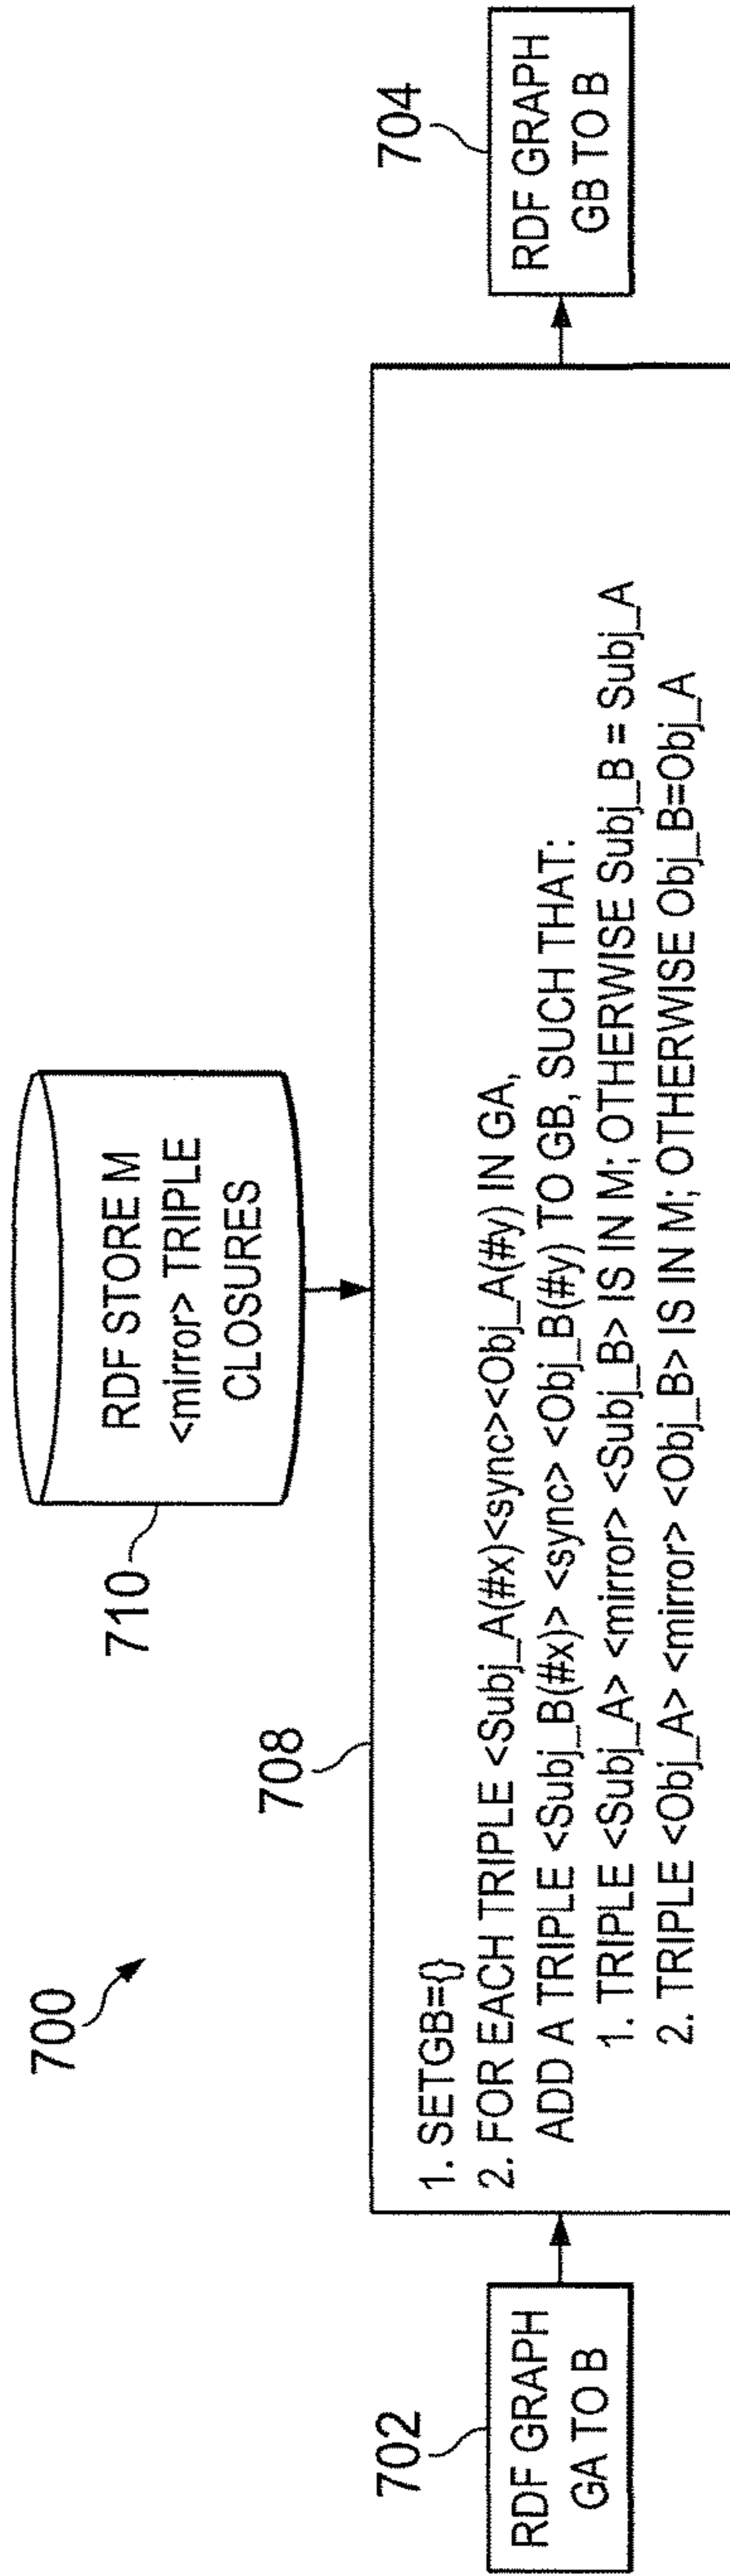 700
710
RDF STORE M
<mirror> TRIPLE
CLOSURES
708
702
RDF GRAPH
GA TO B
1. SETGB={}
2. FOR EACH TRIPLE <Subj_A(#x)<sync><Obj_A(#y) IN GA,
ADD A TRIPLE <Subj_B(#x)> <sync> <Obj_B(#y) TO GB, SUCH THAT:
1. TRIPLE <Subj_A> <mirror> <Subj_B> IS IN M; OTHERWISE Subj_B = Subj_A
2. TRIPLE <Obj_A> <mirror> <Obj_B> IS IN M; OTHERWISE Obj_B=Obj_A
704
RDF GRAPH
GB TO B